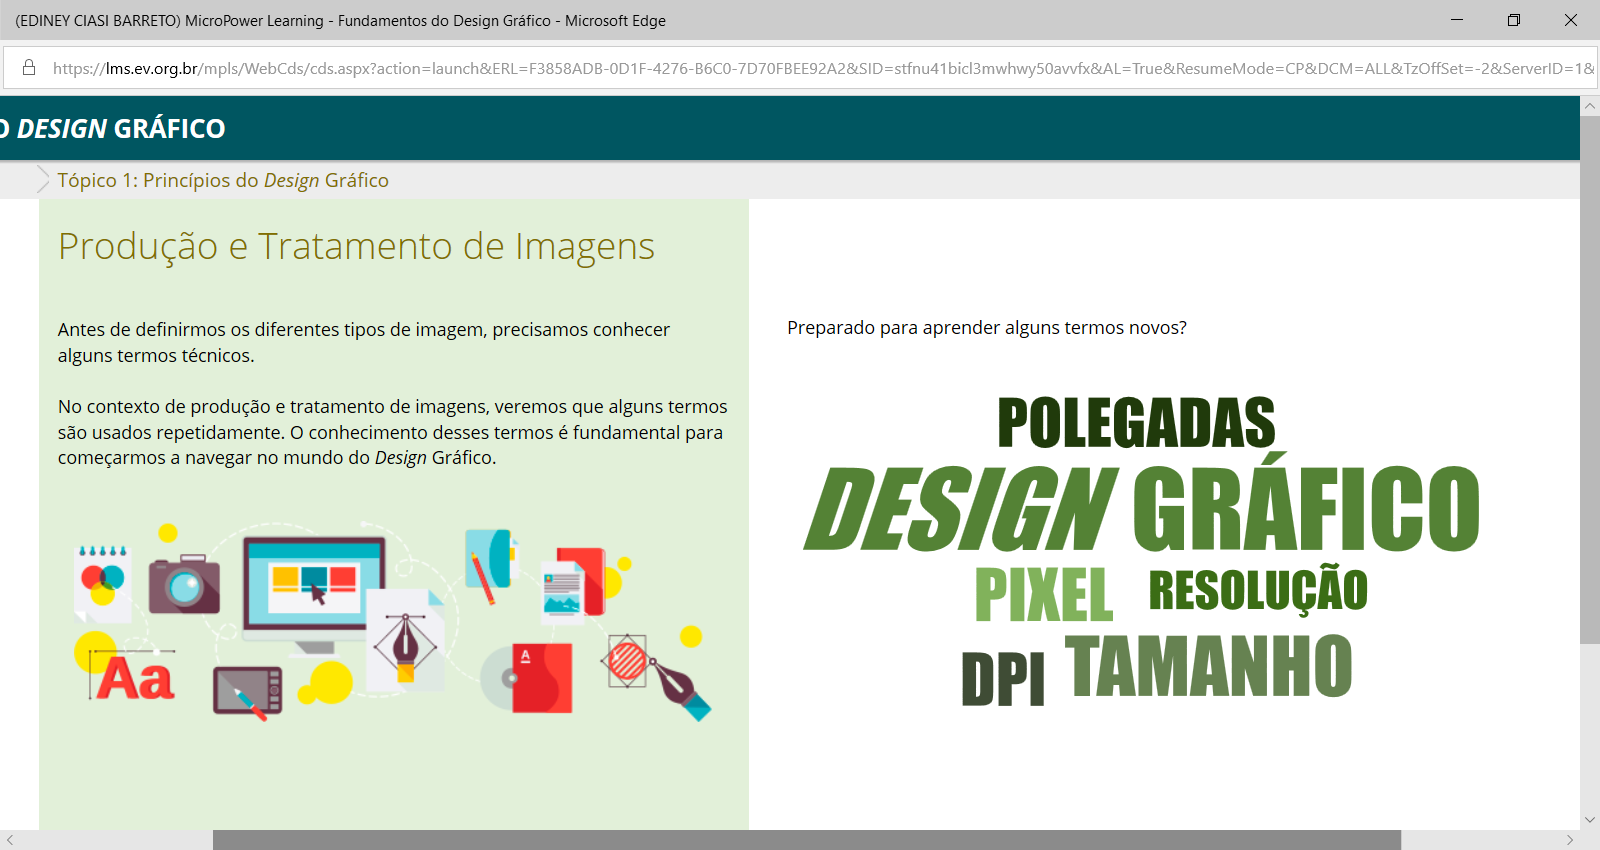 (EDINEY CIASI BARRETO) MicroPower Learning - Fundamentos do Design Gráfico - Microsoft Edge
https://lms.ev.org.br/mpls/WebCds/cds.aspx?action=launch&ERL=F3858ADB-0D1F-4276-B6C0-7D70FBEE92A2&SID=stfnu41bicl3mwhwy50avvfx&AL=True&ResumeMode=CP&DCM=ALL&TzOffSet=-2&ServerID=1&
O DESIGN GRÁFICO
Tópico 1: Princípios do Design Gráfico
Produção e Tratamento de Imagens
Antes de definirmos os diferentes tipos de imagem, precisamos conhecer
alguns termos técnicos.
No contexto de produção e tratamento de imagens, veremos que alguns termos
são usados repetidamente. O conhecimento desses termos é fundamental para
começarmos a navegar no mundo do Design Gráfico.
Aa
A
Preparado para aprender alguns termos novos?
POLEGADAS
DESIGN GRÁFICO
PIXEL RESOLUÇÃO
DPI TAMANHO